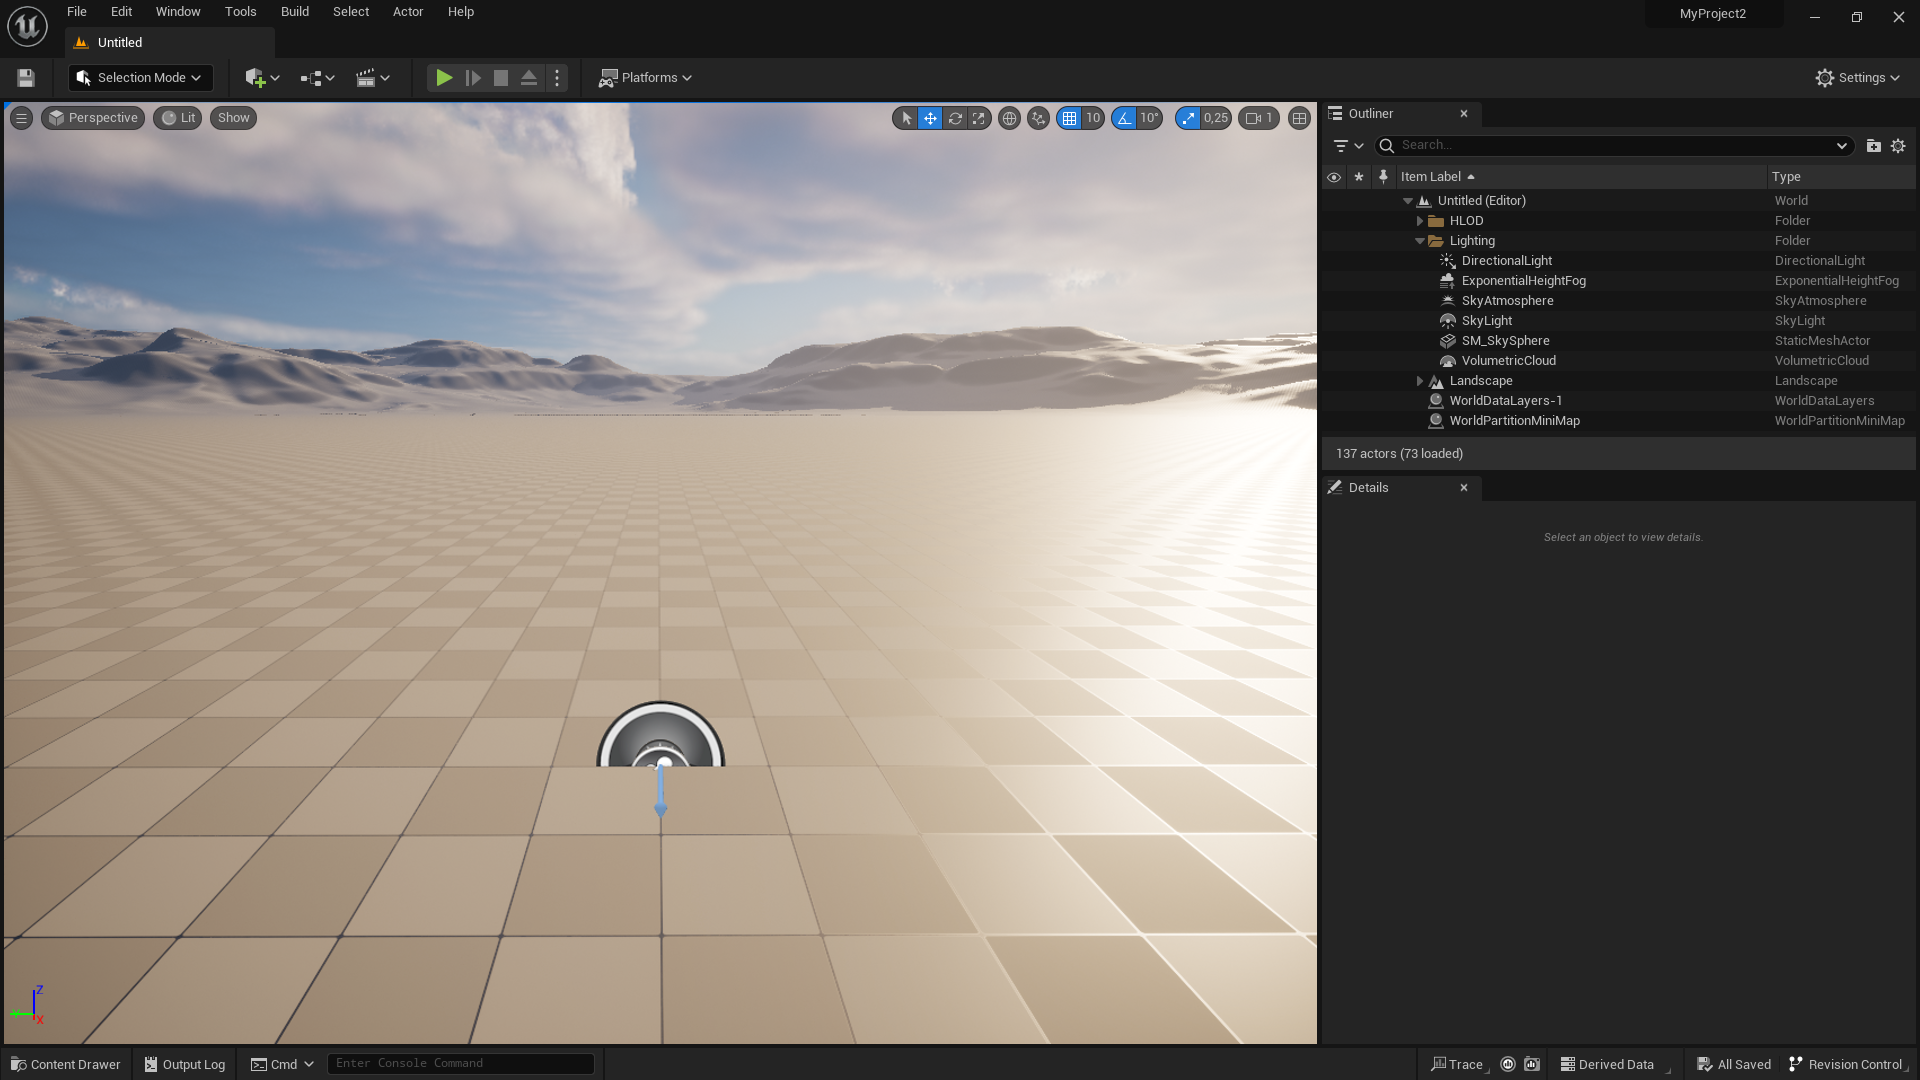 File Edit Window Tools Build Select Actor Help
MyProject2
Untitled
Selection Mode
Platforms
Settings
Perspective Lit Show
10 10° 0,25 1
Outliner
Search...
Item Label Type
Untitled (Editor) World
HLOD Folder
Lighting Folder
DirectionalLight DirectionalLight
ExponentialHeightFog ExponentialHeightFog
SkyAtmosphere SkyAtmosphere
SkyLight SkyLight
SM_SkySphere StaticMeshActor
VolumetricCloud VolumetricCloud
Landscape Landscape
WorldDataLayers-1 WorldDataLayers
WorldPartitionMiniMap WorldPartitionMiniMap
137 actors (73 loaded)
Details
Select an object to view details.
Z
Y
X
Content Drawer Output Log Cmd Enter Console Command Trace Derived Data All Saved Revision Control